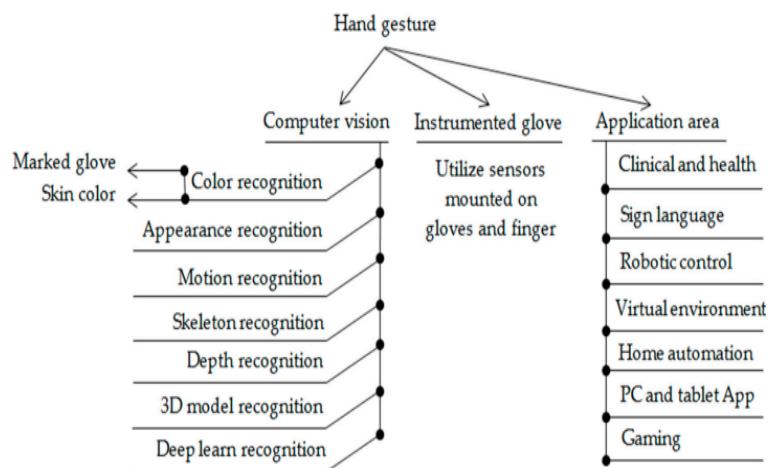 Hand gesture
Computer vision
Marked glove
Skin color
Color recognition
Appearance recognition
Motion recognition
Skeleton recognition
Depth recognition
3D model recognition
Deep learn recognition
Instrumented glove
Utilize sensors
mounted on
gloves and finger
Application area
Clinical and health
Sign language
Robotic control
Virtual environment
Home automation
PC and tablet App
Gaming